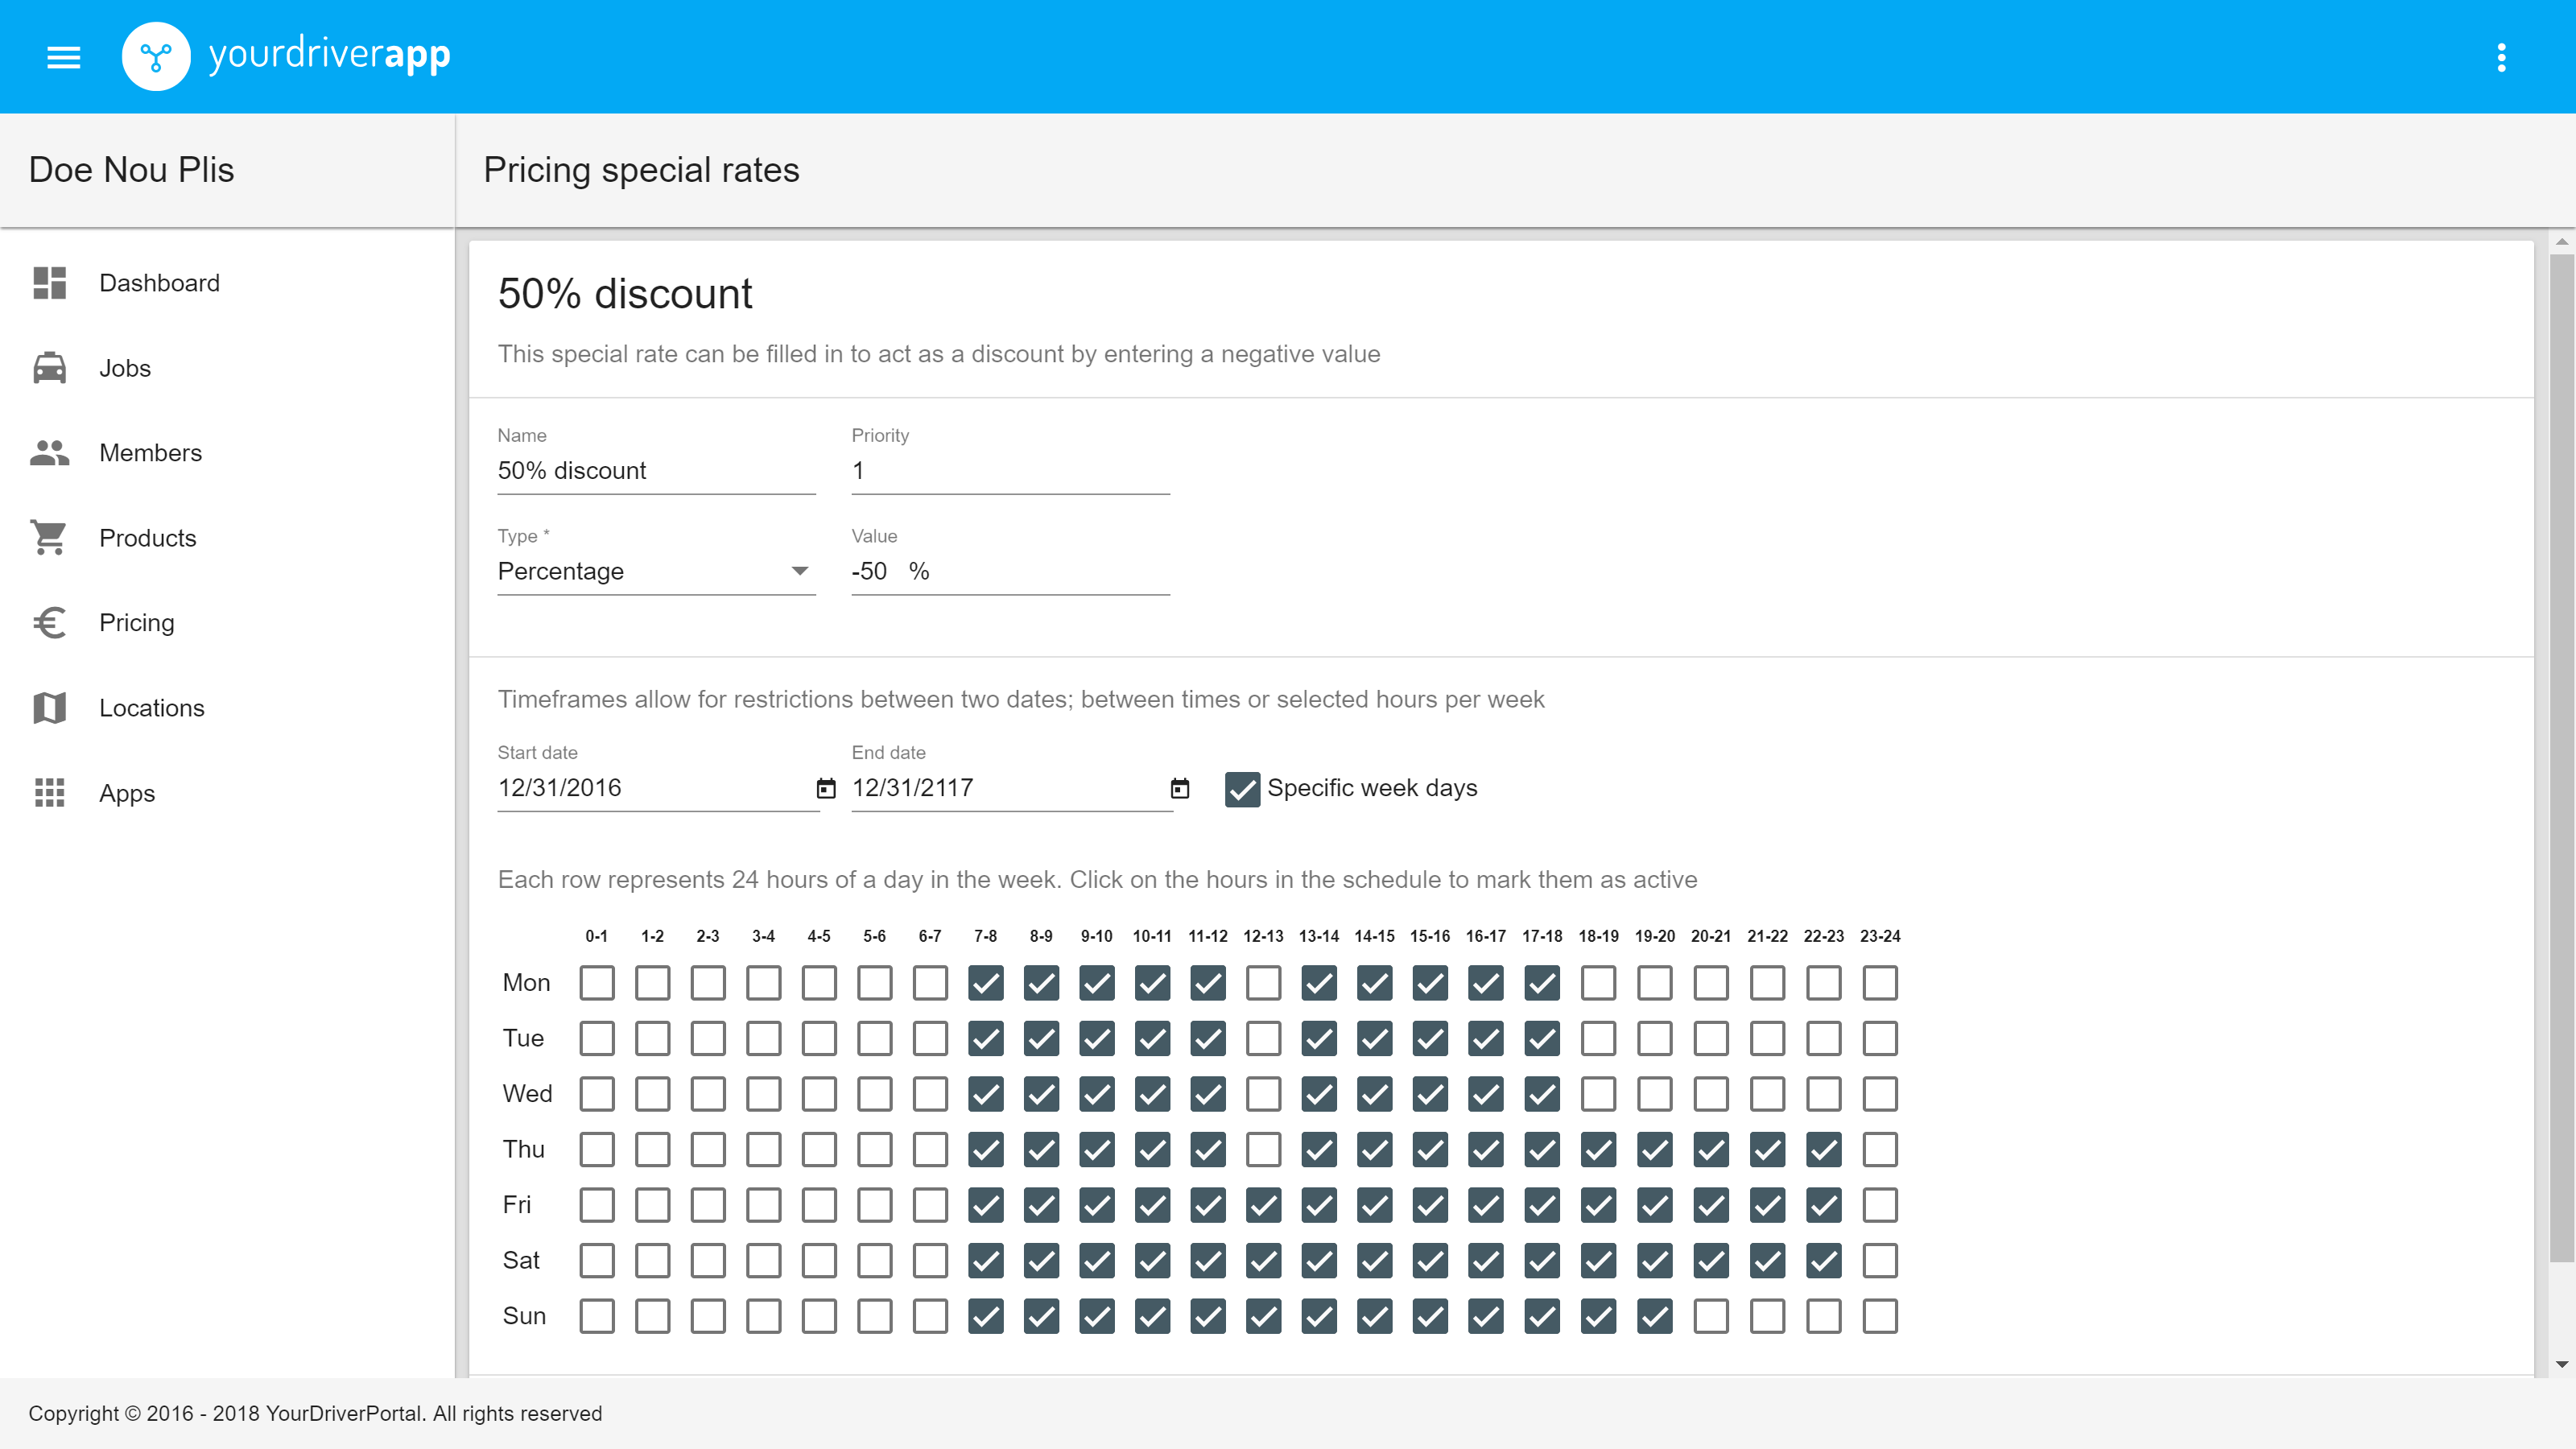 yourdriverapp
Doe Nou Plis
Pricing special rates
Dashboard
Jobs
Members
Products
Pricing
Locations
Apps
50% discount
This special rate can be filled in to act as a discount by entering a negative value
Name Priority
50% discount 1
Type * Value
Percentage -50 %
Timeframes allow for restrictions between two dates; between times or selected hours per week
Start date End date
12/31/2016 12/31/2117 Specific week days
Each row represents 24 hours of a day in the week. Click on the hours in the schedule to mark them as active
0-1 1-2 2-3 3-4 4-5 5-6 6-7 7-8 8-9 9-10 10-11 11-12 12-13 13-14 14-15 15-16 16-17 17-18 18-19 19-20 20-21 21-22 22-23 23-24
Mon
Tue
Wed
Thu
Fri
Sat
Sun
Copyright © 2016 - 2018 YourDriverPortal. All rights reserved